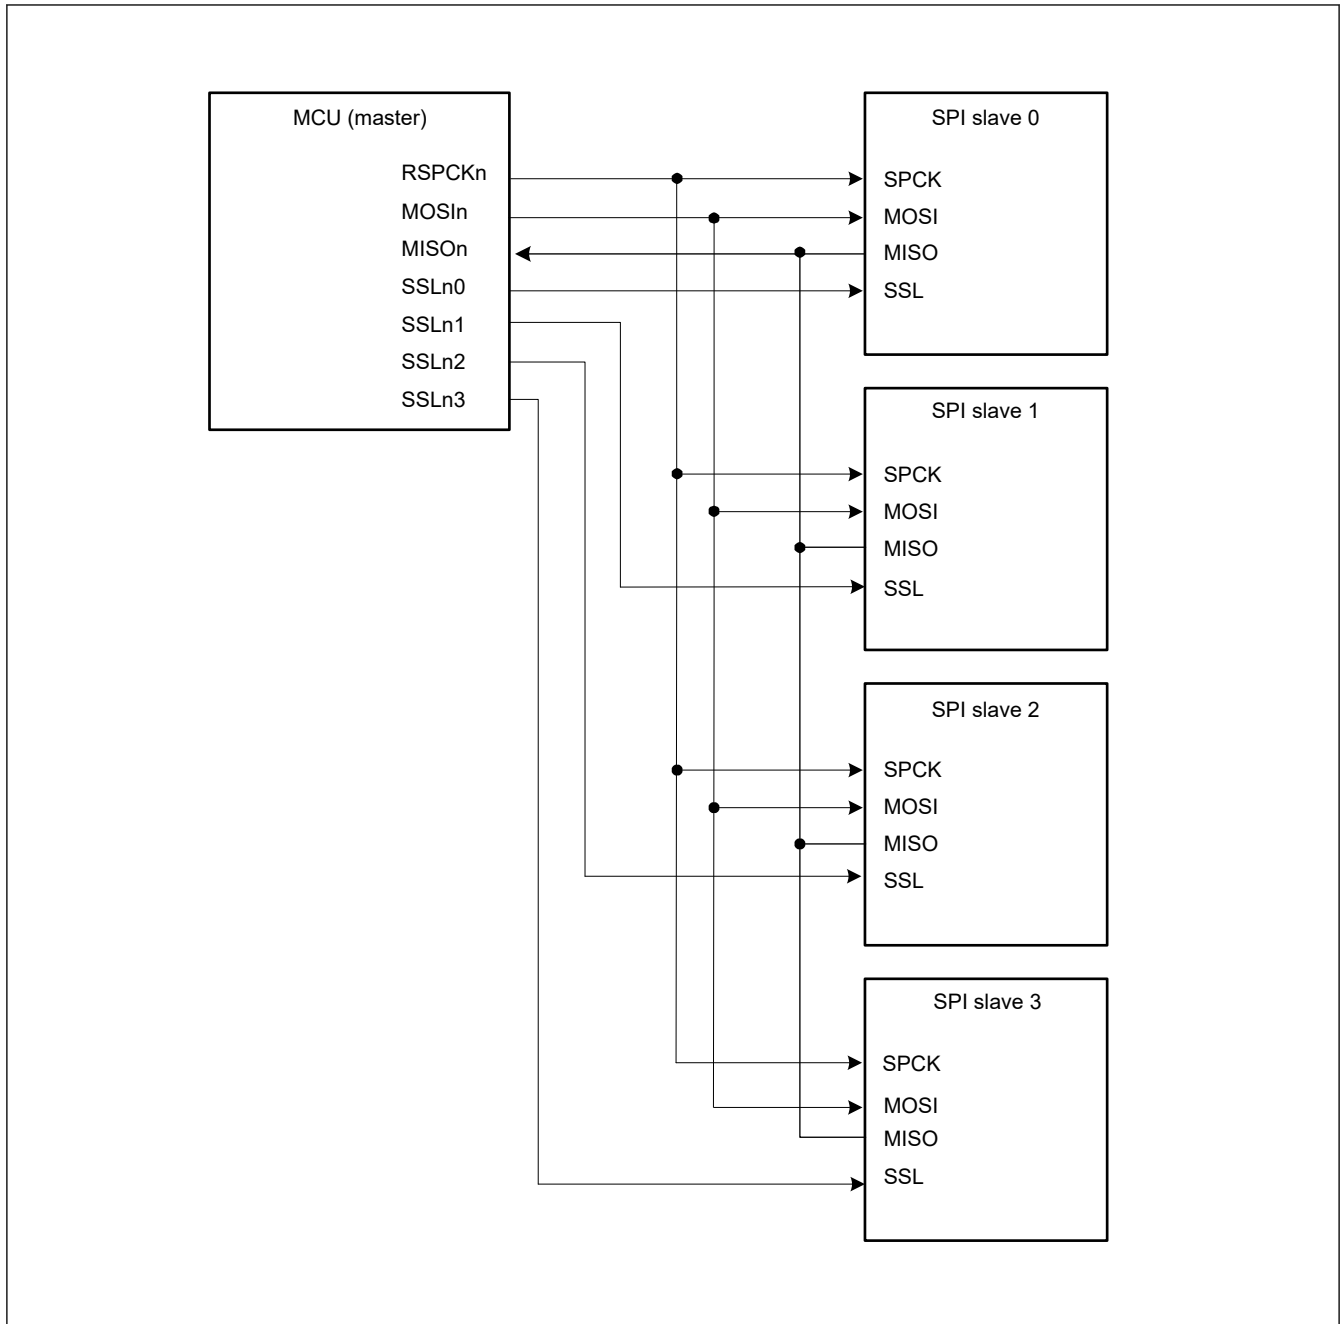 MCU (master)
RSPCKn
MOSIn
MISOn
SSLn0
SSLn1
SSLn2
SSLn3
SPI slave 0
SPCK
MOSI
MISO
SSL
SPI slave 1
SPCK
MOSI
MISO
SSL
SPI slave 2
SPCK
MOSI
MISO
SSL
SPI slave 3
SPCK
MOSI
MISO
SSL